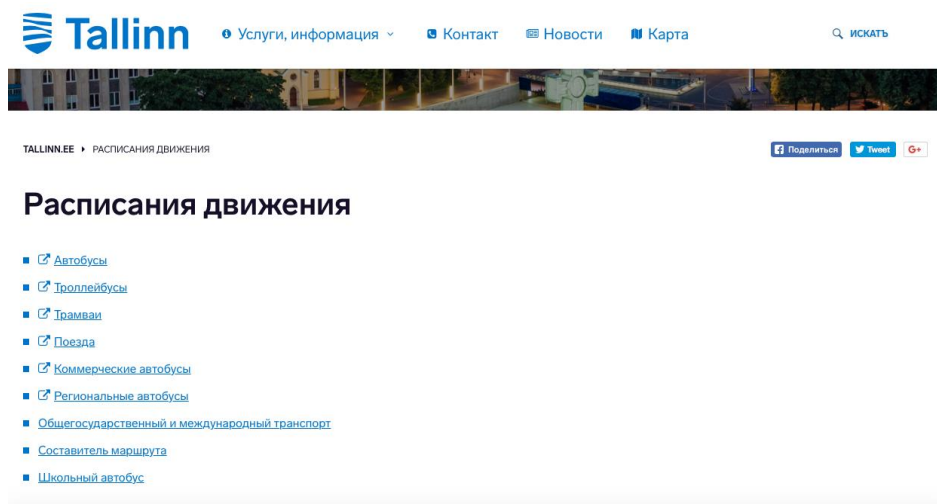 Tallinn
Услуги, информация
Контакт
Новости
Карта
ИСКАТЬ
TALLINN.EE
РАСПИСАНИЯ ДВИЖЕНИЯ
Поделиться
Tweet
G+
Расписания движения
Автобусы
Троллейбусы
Трамваи
Поезда
Коммерческие автобусы
Региональные автобусы
Общегосударственный и международный транспорт
Составитель маршрута
Школьный автобус